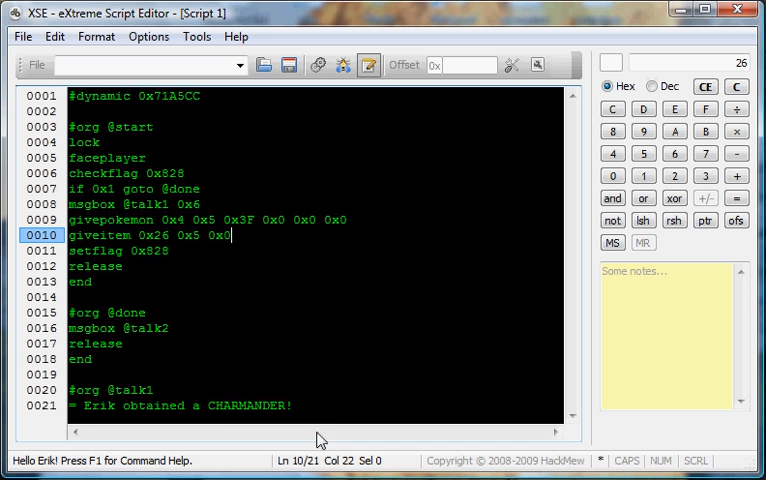 XSE - eXtreme Script Editor - [Script 1]
File Edit Format Options Tools Help
File Offset 0x
26
Hex Dec CE C
0001 #dynamic 0x71A5CC
0002
0003 #org @start
0004 lock
0005 faceplayer
0006 checkflag 0x828
0007 if 0x1 goto @done
0008 msgbox @talk1 0x6
0009 givepokemon 0x4 0x5 0x3F 0x0 0x0 0x0
0010 giveitem 0x26 0x5 0x0
0011 setflag 0x828
0012 release
0013 end
0014
0015 #org @done
0016 msgbox @talk2
0017 release
0018 end
0019
0020 #org @talk1
0021 = Erik obtained a CHARMANDER!
C D E F ÷
8 9 A B ×
4 5 6 7 -
0 1 2 3 +
and or xor +/- =
not lsh rsh ptr ofs
MS MR
Some notes...
Hello Erik! Press F1 for Command Help. Ln 10/21 Col 22 Sel 0 Copyright © 2008-2009 HackMew * CAPS NUM SCRL